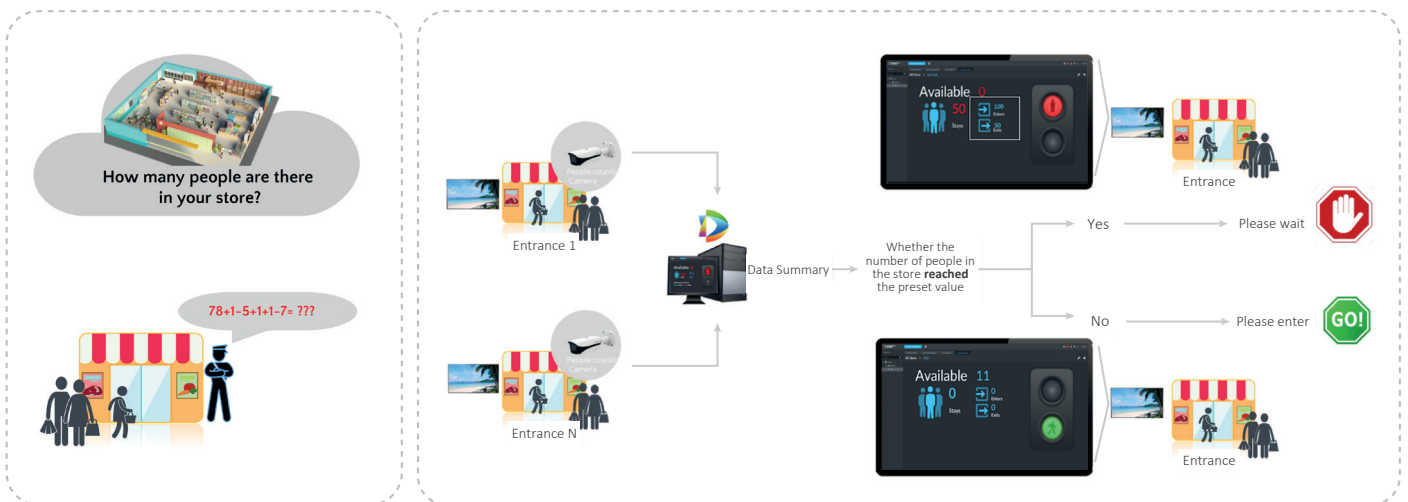 How many people are there
in your store?
78+1-5+1+1-7= ???
People countin
Camera
Entrance 1
People countin
Camera
Entrance N
Data Summary
Whether the
number of people in
the store reached
the preset value
Available 0
50
Stays
100
Enters
50
Exits
Entrance
Yes
Please wait
No
Please enter
GO!
Available 11
0
Stays
0
Enters
0
Exits
Entrance